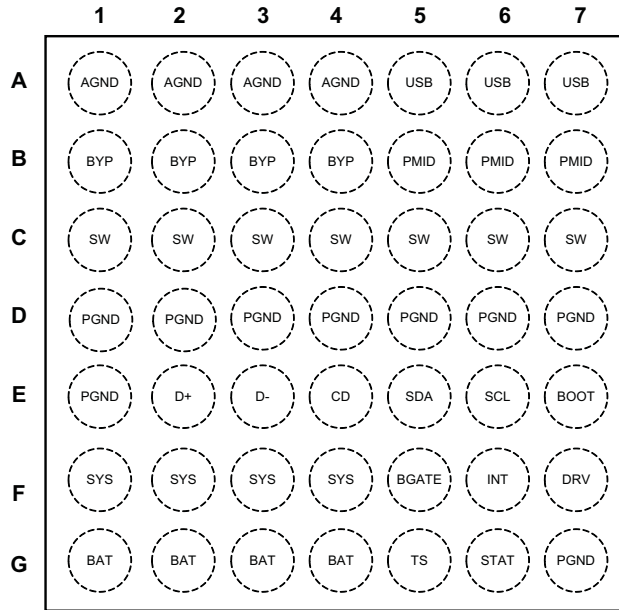 1 2 3 4 5 6 7
A AGND AGND AGND AGND USB USB USB
B BYP BYP BYP BYP PMID PMID PMID
C SW SW SW SW SW SW SW
D PGND PGND PGND PGND PGND PGND PGND
E PGND D+ D- CD SDA SCL BOOT
F SYS SYS SYS SYS BGATE INT DRV
G BAT BAT BAT BAT TS STAT PGND